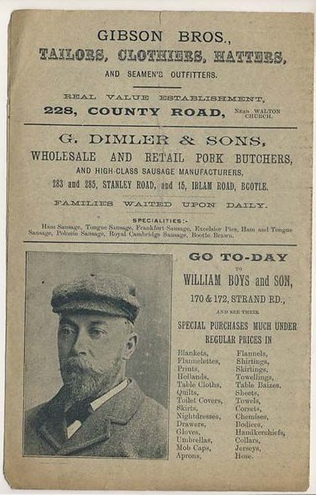 GIBSON BROS.,
TAILORS, CLOTHIERS, HATTERS,
AND SEAMEN'S OUTFITTERS.
REAL VALUE ESTABLISHMENT,
228, COUNTY ROAD, NEAR WALTON CHURCH.
G. DIMLER & SONS,
WHOLESALE AND RETAIL PORK BUTCHERS,
AND HIGH-CLASS SAUSAGE MANUFACTURERS,
283 and 285, STANLEY ROAD, and 15, IRLAM ROAD, BOOTLE.
FAMILIES WAITED UPON DAILY.
SPECIALITIES:-
Ham Sausage, Tongue Sausage, Frankfurt Sausage, Excelsior Pies, Ham and Tongue
Sausage, Polonis Sausage, Royal Cambridge Sausage, Bootle Brawn.
GO TO-DAY
TO
WILLIAM BOYS and SON,
170 & 172, STRAND RD.,
AND SEE THEIR
SPECIAL PURCHASES MUCH UNDER
REGULAR PRICES IN
Blankets, Flannels,
Flannelettes, Shirtings,
Prints, Skirtings,
Hollands, Towellings,
Table Cloths, Table Baizes,
Quilts, Sheets,
Toilet Covers, Towels,
Skirts, Corsets,
Nightdresses, Chemises,
Drawers, Bodices,
Gloves, Handkerchiefs,
Umbrellas, Collars,
Mob Caps, Jerseys,
Aprons, Hose.